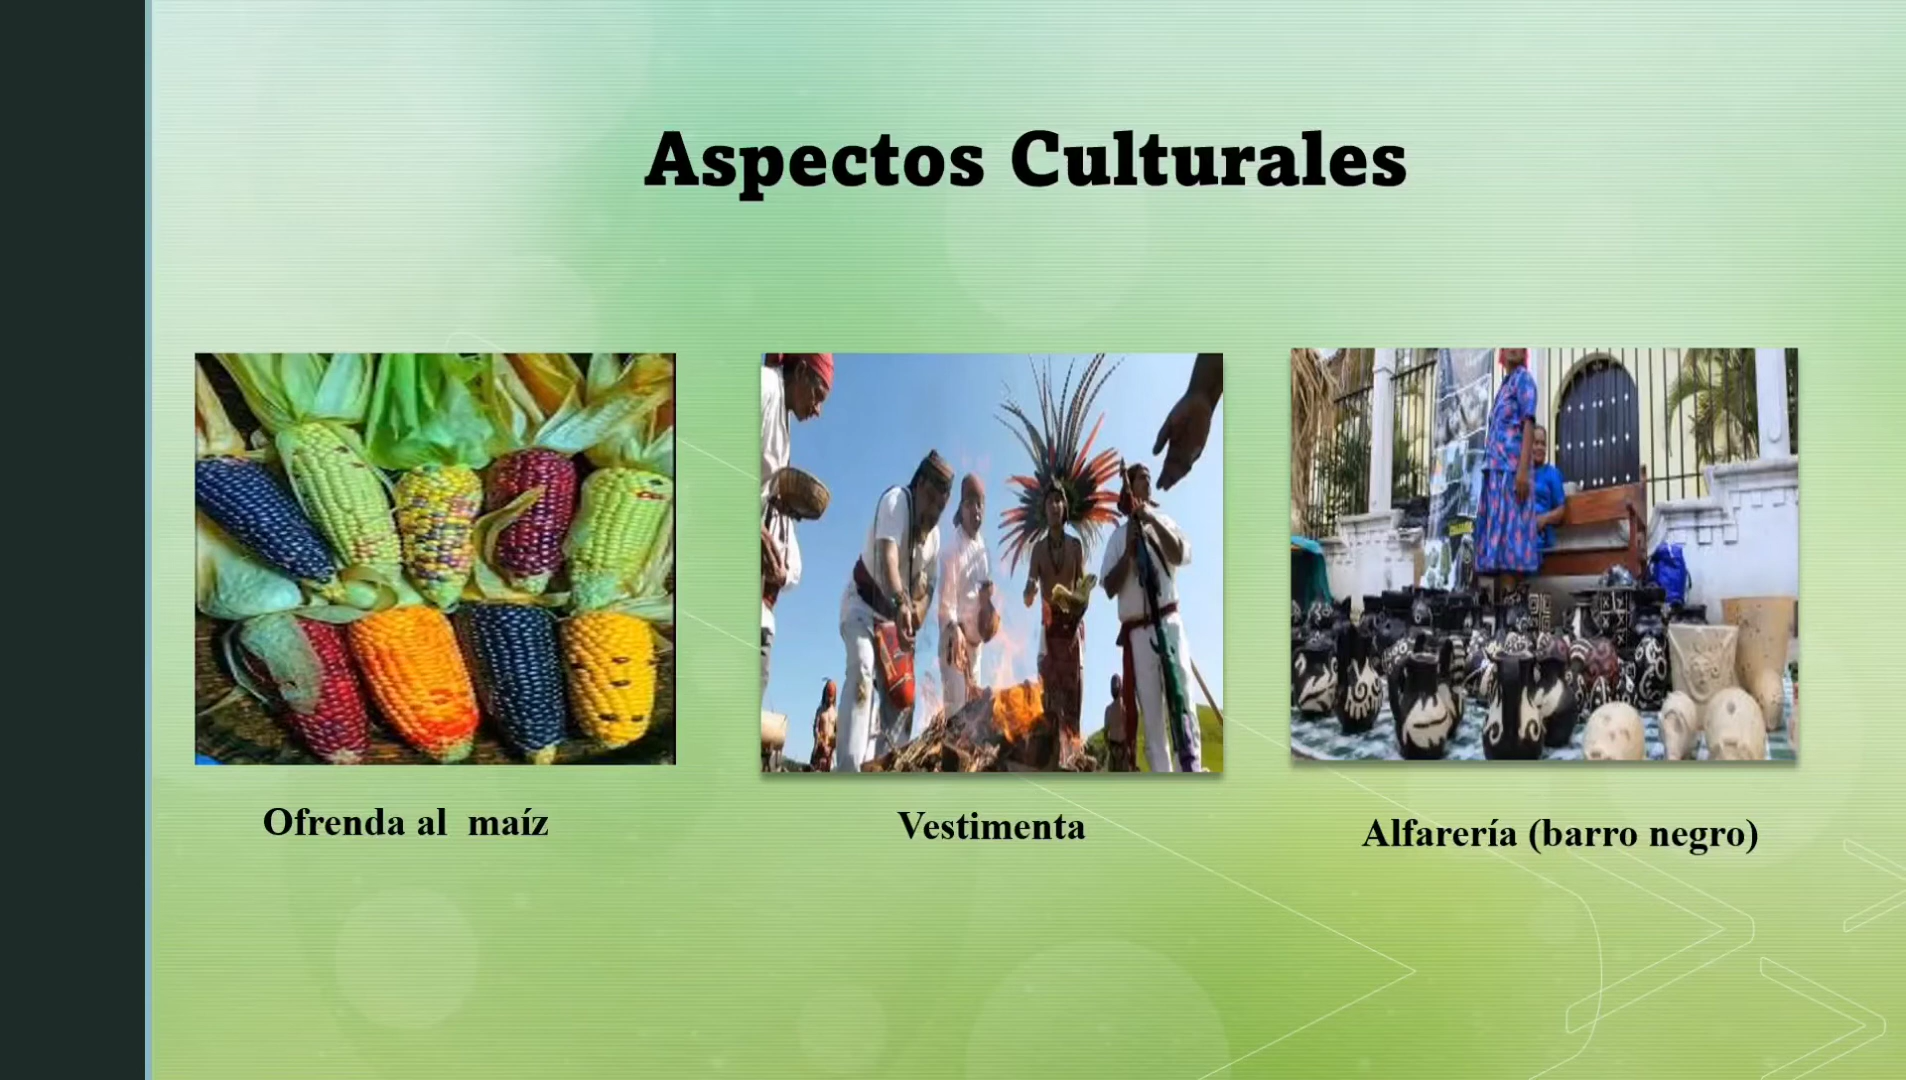 Aspectos Culturales
Ofrenda al  maíz
Vestimenta
Alfarería (barro negro)